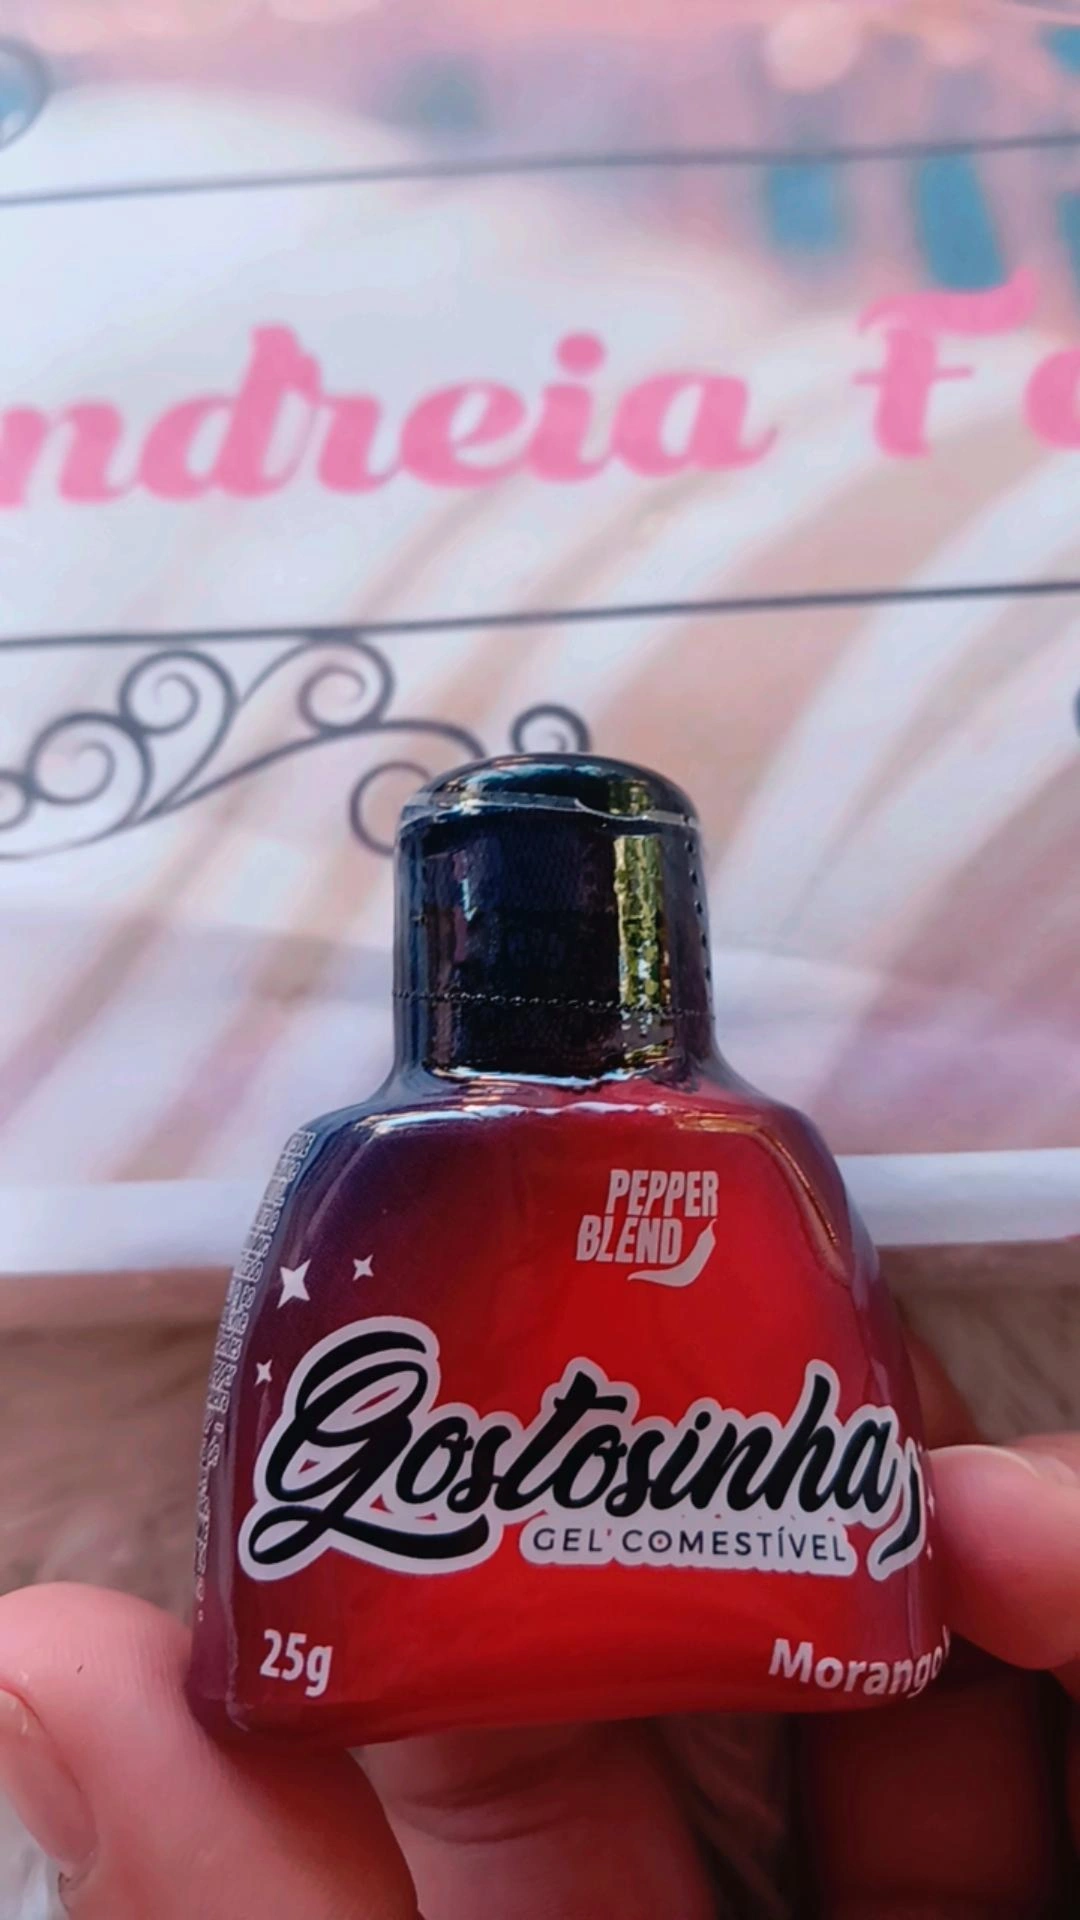 ndreia F
PEPPER
BLEND
Gostosinha
GEL COMESTÍVEL
25g
Morango